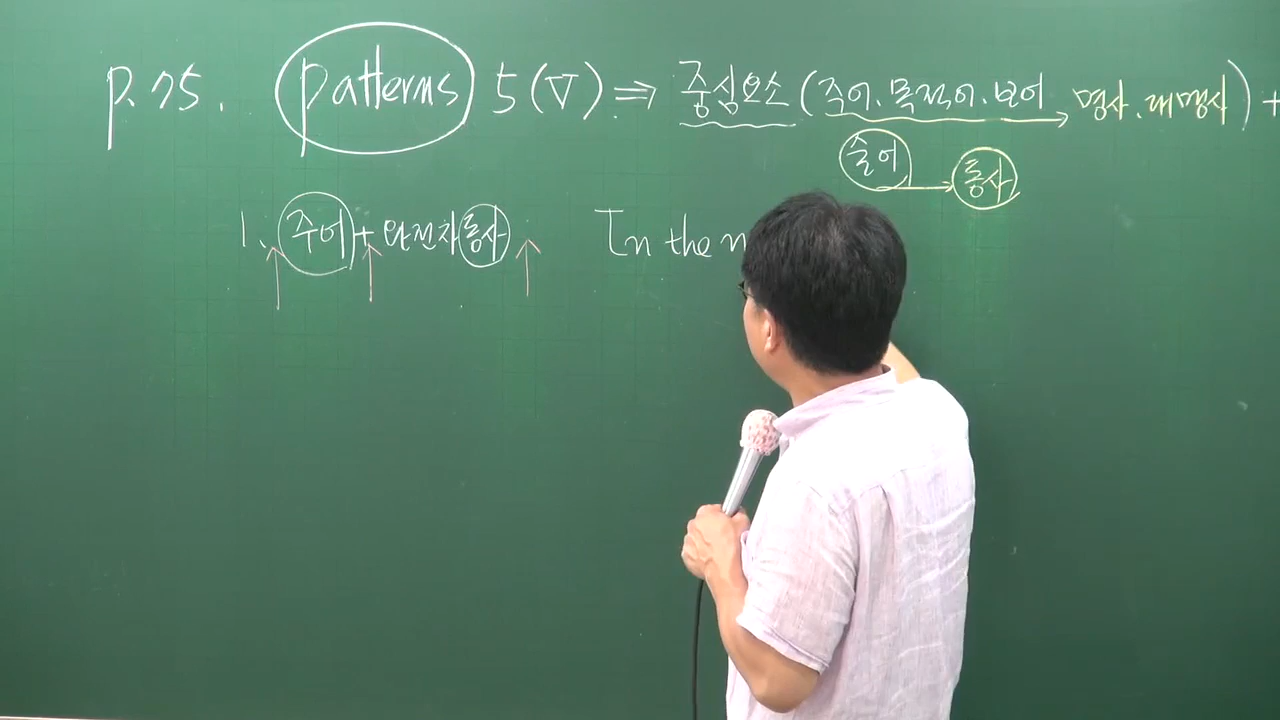 p.75. patterns 5(V). ⇒ 중심요소 (주어.목적어.보어 → 명사.대명사) +
술어 → 동사
1. 주어 + 완전자동사 In the